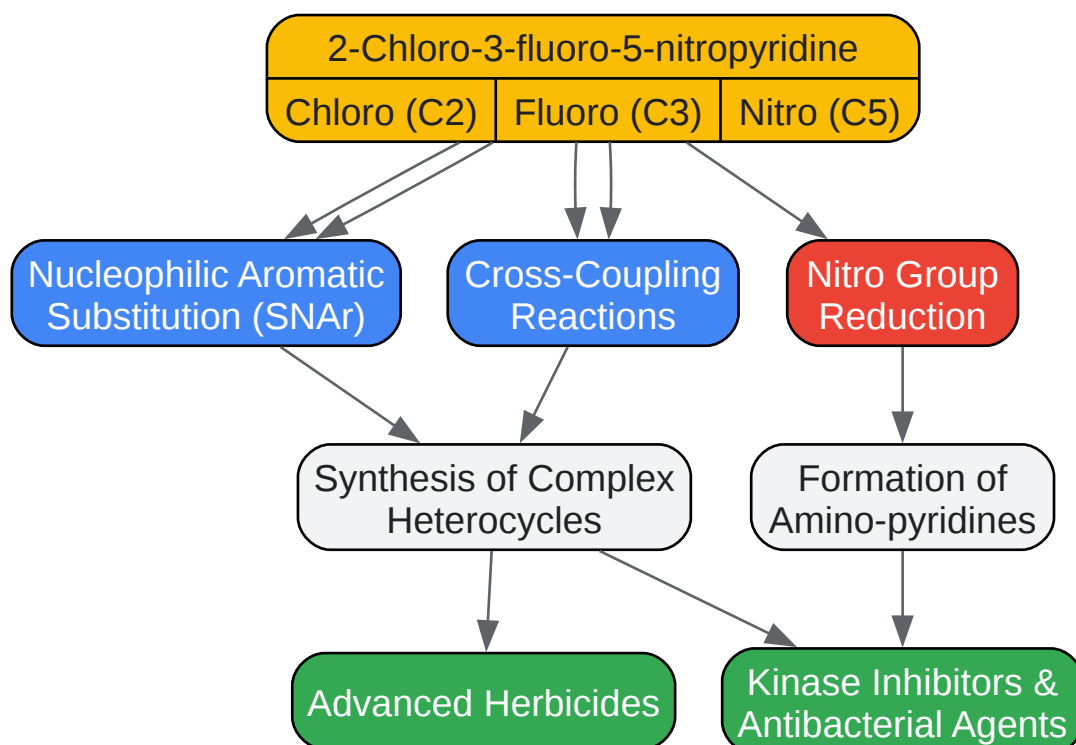 2-Chloro-3-fluoro-5-nitropyridine
Chloro (C2)
Fluoro (C3)
Nitro (C5)
Nucleophilic Aromatic
Substitution (SNAr)
Cross-Coupling
Reactions
Nitro Group
Reduction
Synthesis of Complex
Heterocycles
Formation of
Amino-pyridines
Advanced Herbicides
Kinase Inhibitors &
Antibacterial Agents